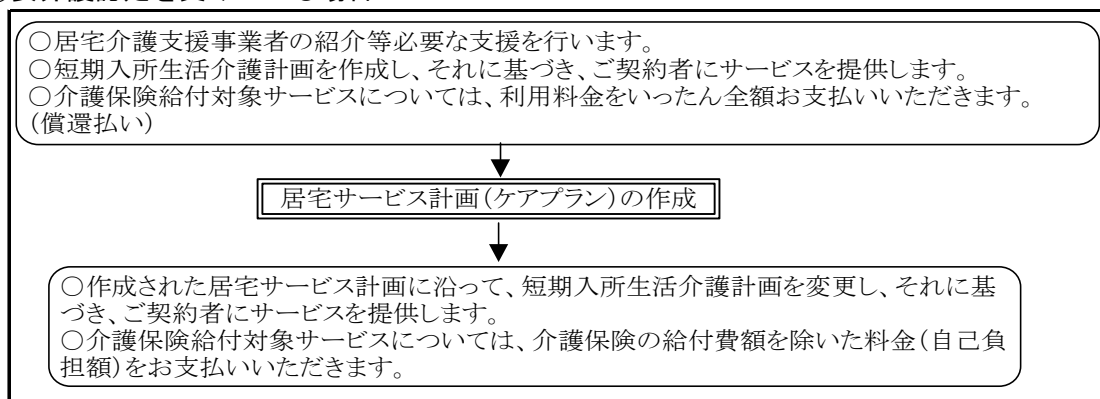 ○居宅介護支援事業者の紹介等必要な支援を行います。
○短期入所生活介護計画を作成し、それに基づき、ご契約者にサービスを提供します。
○介護保険給付対象サービスについては、利用料金をいったん全額お支払いいただきます。
(償還払い)
居宅サービス計画(ケアプラン)の作成
○作成された居宅サービス計画に沿って、短期入所生活介護計画を変更し、それに基
づき、ご契約者にサービスを提供します。
○介護保険給付対象サービスについては、介護保険の給付費額を除いた料金(自己負
担額)をお支払いいただきます。